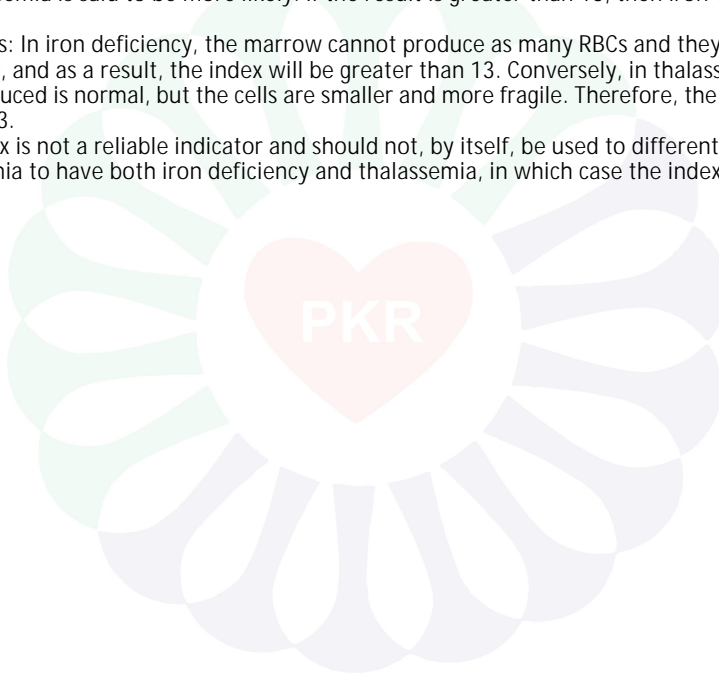 is said to be more likely. If the result is greater than 13, then iron
s: In iron deficiency, the marrow cannot produce as many RBCs and they
, and as a result, the index will be greater than 13. Conversely, in thalass
uced is normal, but the cells are smaller and more fragile. Therefore, the
3.
x is not a reliable indicator and should not, by itself, be used to different
nia to have both iron deficiency and thalassemia, in which case the index
PKR